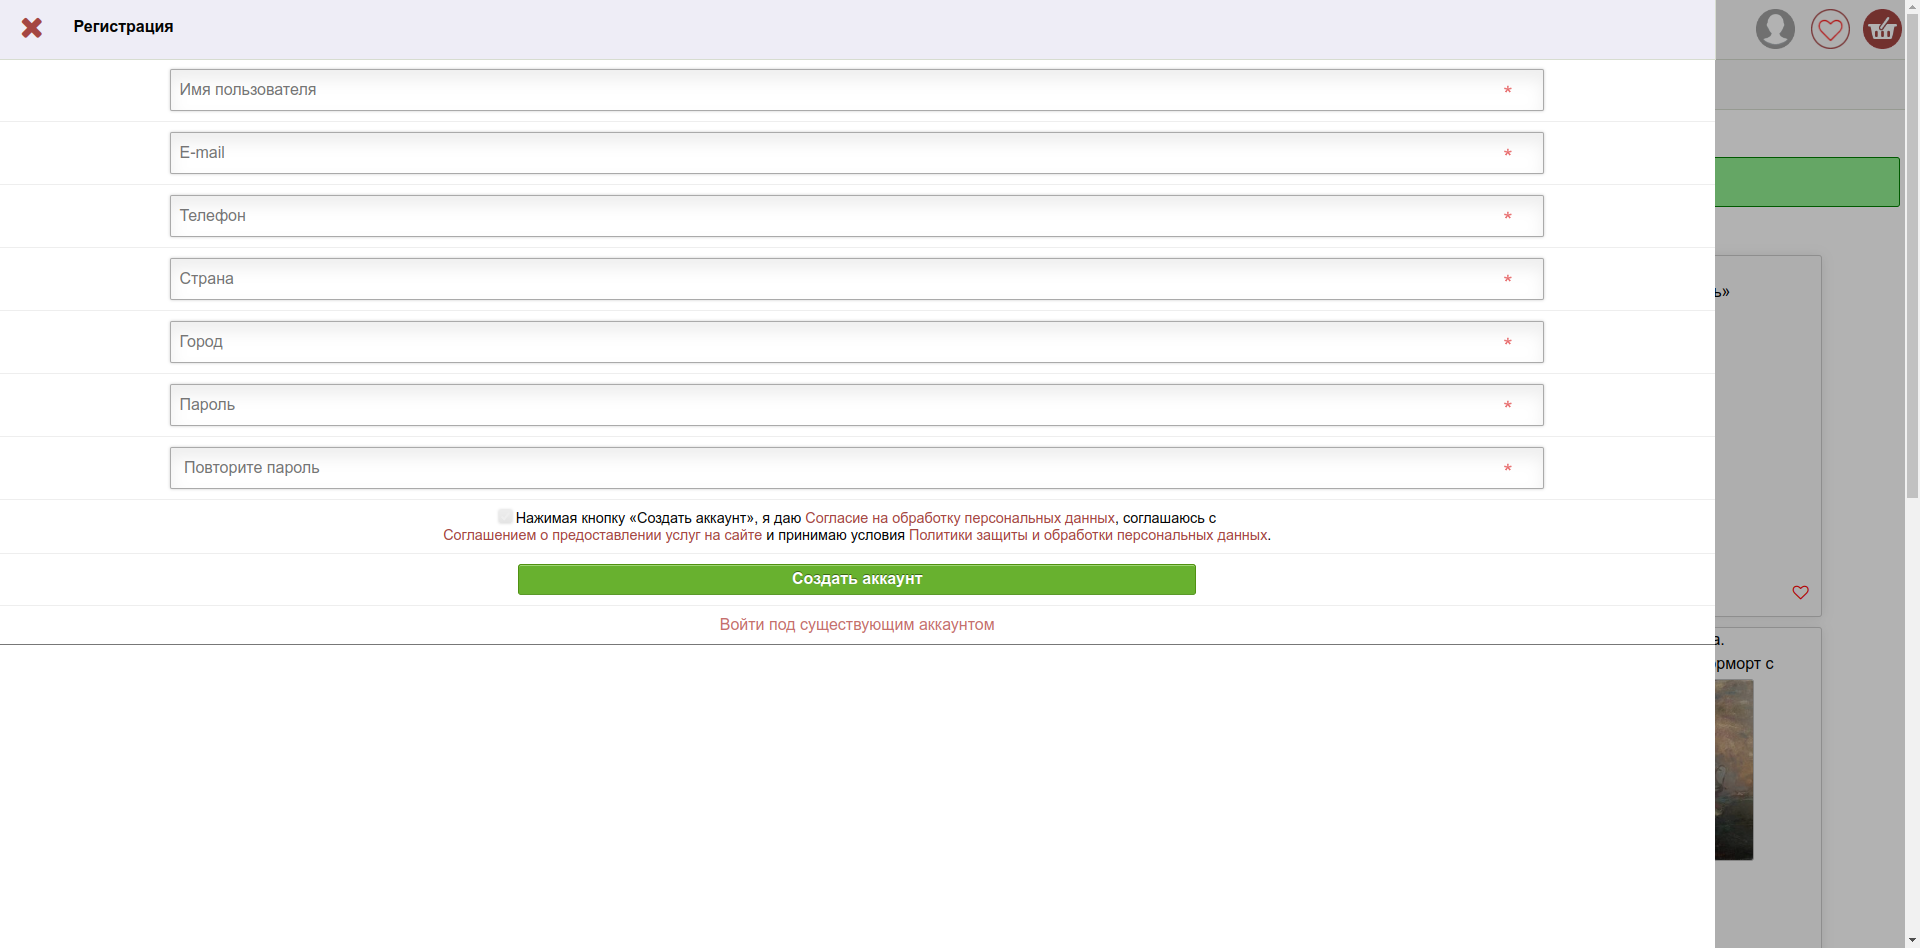 Регистрация
Имя пользователя *
E-mail *
Телефон *
Страна *
Город *
Пароль *
Повторите пароль *
Нажимая кнопку «Создать аккаунт», я даю Согласие на обработку персональных данных, соглашаюсь с
Соглашением о предоставлении услуг на сайте и принимаю условия Политики защиты и обработки персональных данных.
Создать аккаунт
Войти под существующим аккаунтом
ь»
а.
рморт с